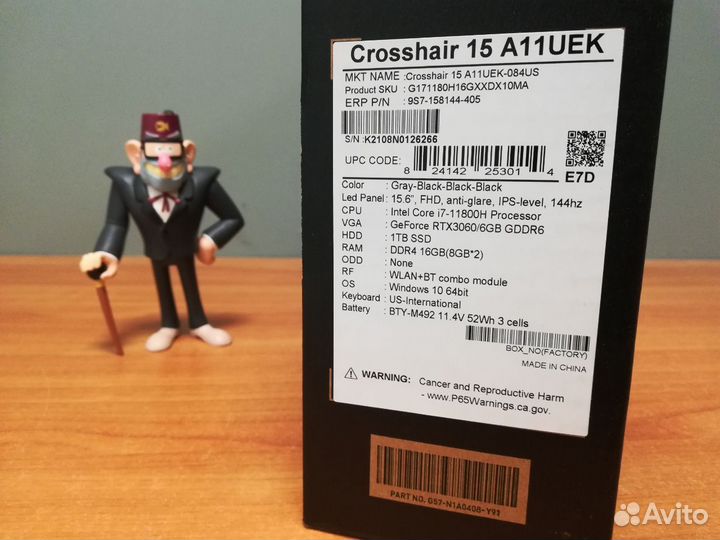 Crosshair 15 A11UEK
MKT NAME :Crosshair 15 A11UEK-084US
Product SKU : G171180H16GXXDX10MA
ERP P/N : 9S7-158144-405
S/N:K2108N0126266
UPC CODE: 8 24142 25301 4
E7D
Color : Gray-Black-Black-Black
Led Panel : 15.6", FHD, anti-glare, IPS-level, 144hz
CPU : Intel Core i7-11800H Processor
VGA : GeForce RTX3060/6GB GDDR6
HDD : 1TB SSD
RAM : DDR4 16GB(8GB*2)
ODD : None
RF : WLAN+BT combo module
OS : Windows 10 64bit
Keyboard : US-International
Battery : BTY-M492 11.4V 52Wh 3 cells
BOX_NO(FACTORY)
MADE IN CHINA
WARNING: Cancer and Reproductive Harm
- www.P65Warnings.ca.gov.
PART NO. G57-N1A0408-Y92
Avito